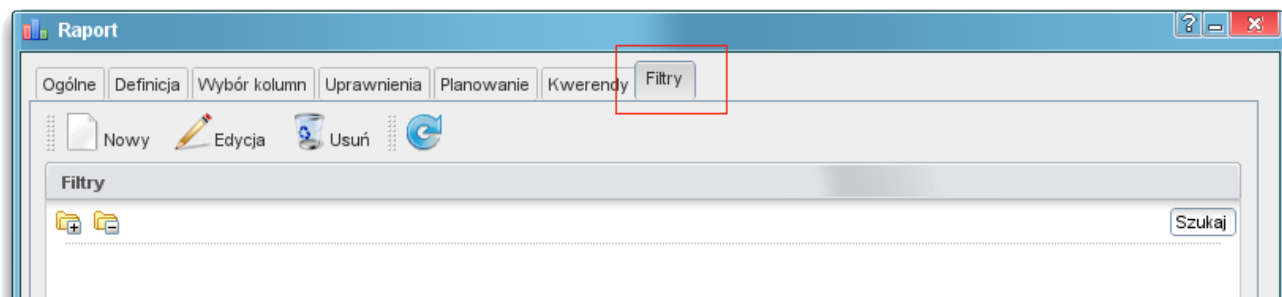 Raport
Ogólne Definicja Wybór kolumn Uprawnienia Planowanie Kwerendy Filtry
Nowy Edycja Usuń
Filtry
Szukaj